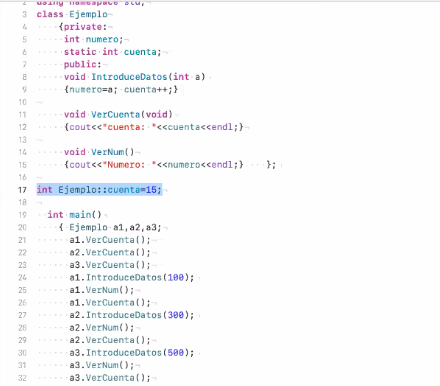 2 using namespace std;
3 class Ejemplo
4 {private:
5 int numero;
6 static int cuenta;
7 public:
8 void IntroduceDatos(int a)
9 {numero=a; cuenta++;}
10
11 void VerCuenta(void)
12 {cout<<"cuenta: "<<cuenta<<endl;}
13
14 void VerNum()
15 {cout<<"Numero: "<<numero<<endl;} };
16
17 int Ejemplo::cuenta=15;
18
19 int main()
20 { Ejemplo a1,a2,a3;
21 a1.VerCuenta();
22 a2.VerCuenta();
23 a3.VerCuenta();
24 a1.IntroduceDatos(100);
25 a1.VerNum();
26 a1.VerCuenta();
27 a2.IntroduceDatos(300);
28 a2.VerNum();
29 a2.VerCuenta();
30 a3.IntroduceDatos(500);
31 a3.VerNum();
32 a3.VerCuenta();